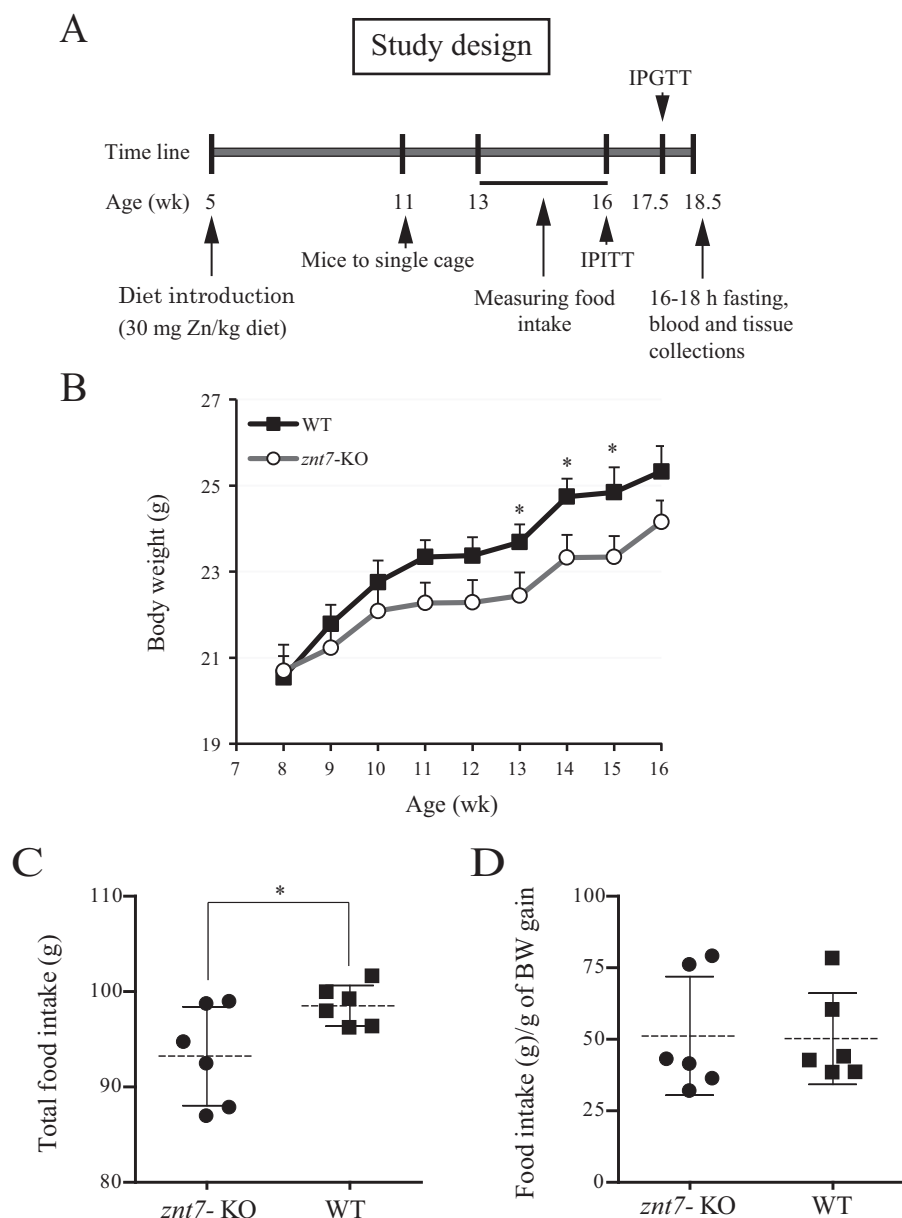 A
Study design
IPGTT
Time line
Age (wk) 5 11 13 16 17.5 18.5
Mice to single cage
IPITT
Diet introduction
(30 mg Zn/kg diet)
Measuring food
intake
16-18 h fasting,
blood and tissue
collections
B
27
25
23
21
19
Body weight (g)
WT
znt7-KO
*
*
*
7 8 9 10 11 12 13 14 15 16
Age (wk)
C
110
100
90
80
Total food intake (g)
*
znt7- KO WT
D
100
75
50
25
0
Food intake (g)/g of BW gain
znt7- KO WT